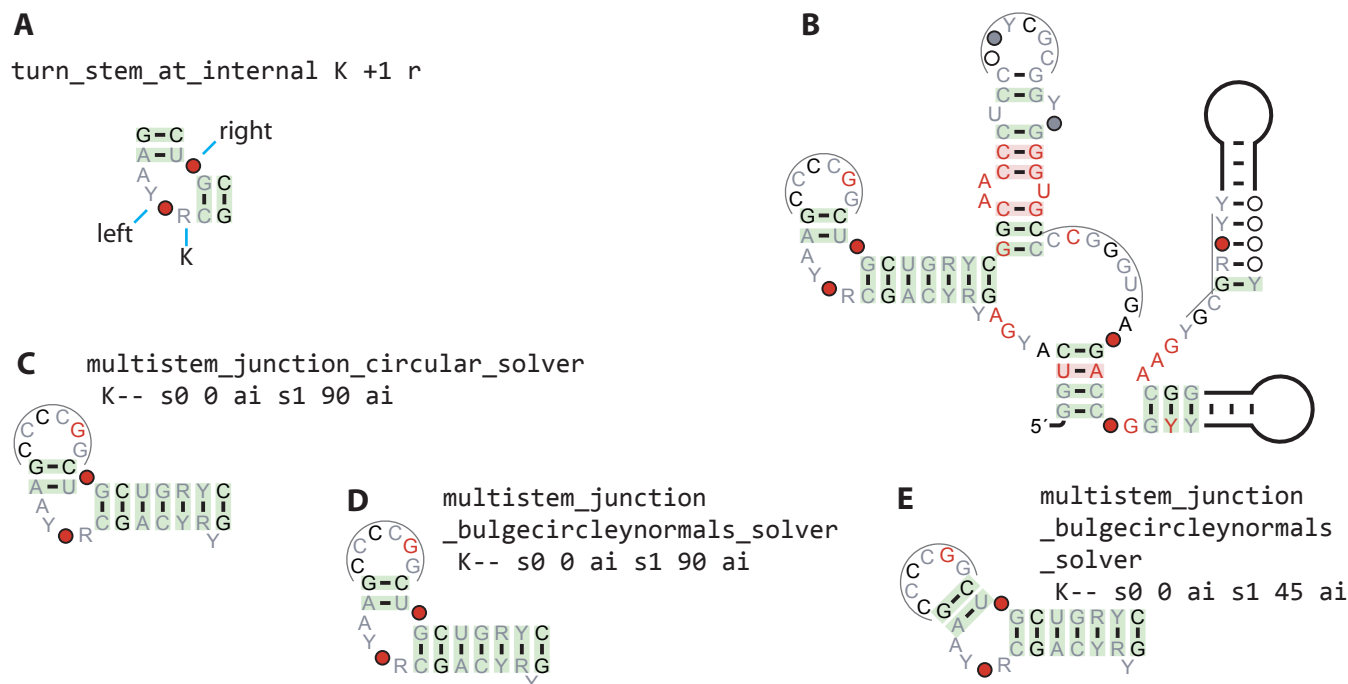 A
turn_stem_at_internal K +1 r
G C
right
A U
A
G C
Y
left
R C G
K
B
Y C G
C
G
C G
C G
U Y
C G
C G
C G
A
A
U
C G
G C
G C C C G G G U G A
C C C G G
G C
A U
A
A
Y
G C U G R Y C
R C G A C Y R G
Y
A
G
Y A
C G
U A
G C
5´
G C
G G Y Y
C G G
A
A
G
Y
G
C
G Y
R
Y
Y
C
multistem_junction_circular_solver
K-- s0 0 ai s1 90 ai
C C C G G
G C
A U
A
Y
G C U G R Y C
R C G A C Y R G
Y
D
multistem_junction
_bulgecircleynormals_solver
K-- s0 0 ai s1 90 ai
C C C G G
G C
A U
A
Y
G C U G R Y C
R C G A C Y R G
Y
E
multistem_junction
_bulgecircleynormals
_solver
K-- s0 0 ai s1 45 ai
C C C G G
G C
A U
A
Y
G C U G R Y C
R C G A C Y R G
Y